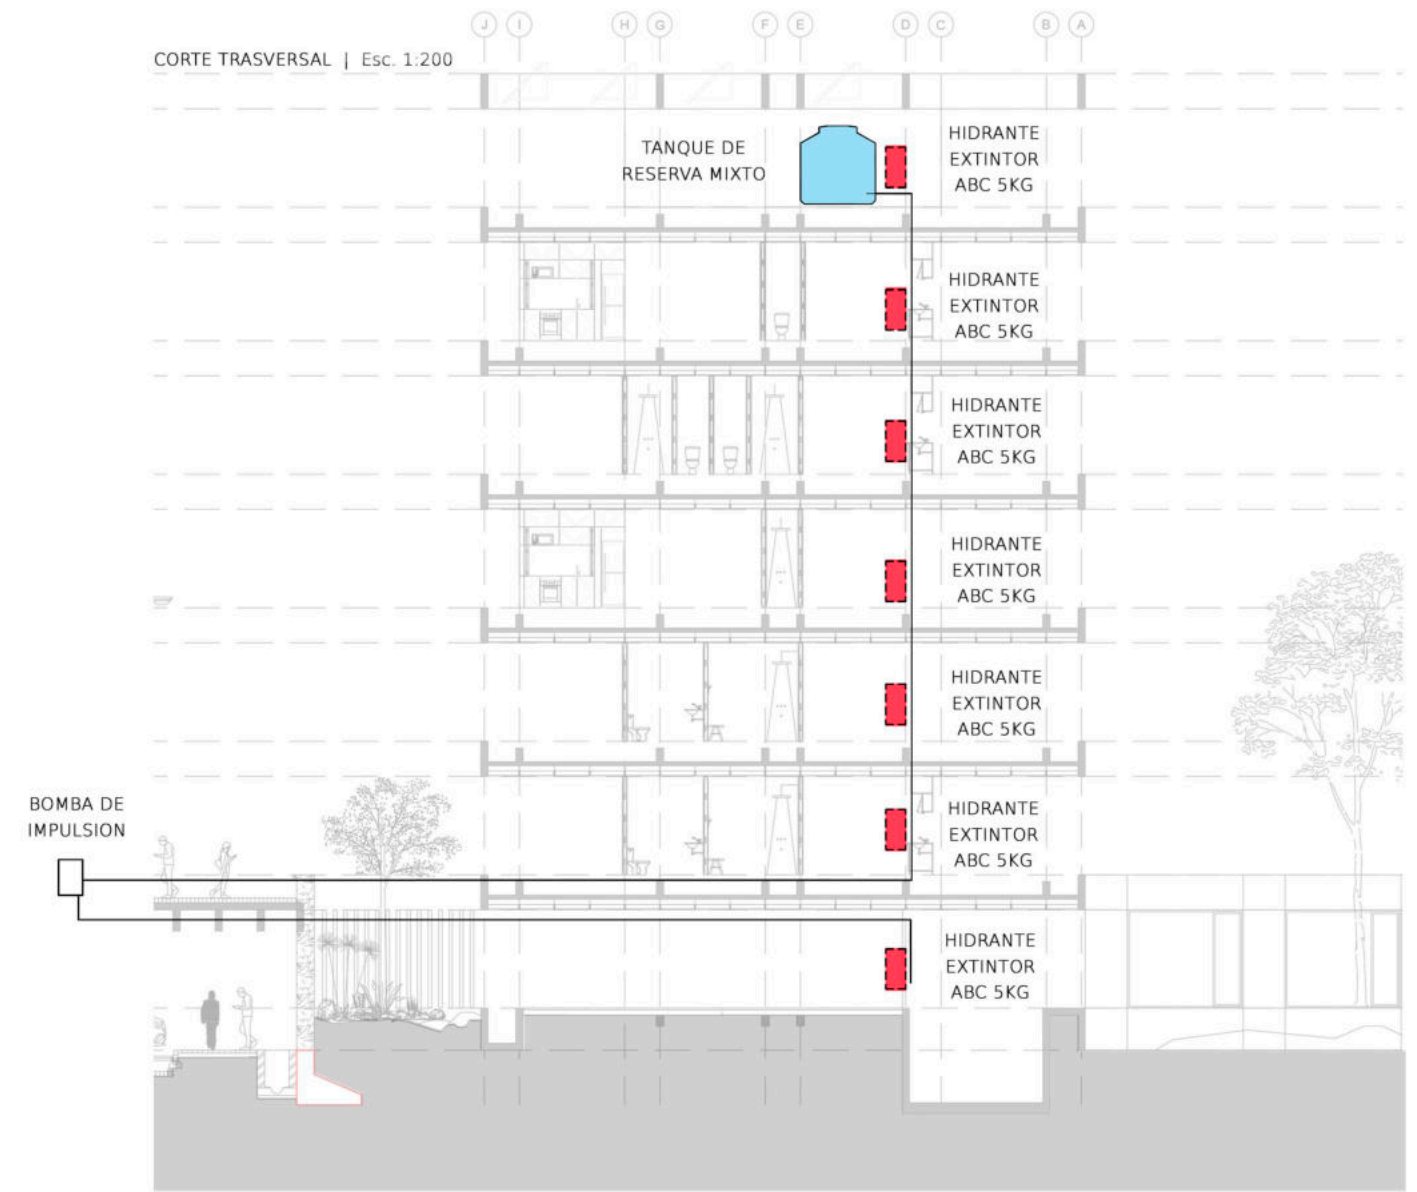 J I H G F E D C B A
CORTE TRASVERSAL | Esc. 1:200
TANQUE DE
RESERVA MIXTO
HIDRANTE
EXTINTOR
ABC 5KG
HIDRANTE
EXTINTOR
ABC 5KG
HIDRANTE
EXTINTOR
ABC 5KG
HIDRANTE
EXTINTOR
ABC 5KG
HIDRANTE
EXTINTOR
ABC 5KG
BOMBA DE
IMPULSION
HIDRANTE
EXTINTOR
ABC 5KG
HIDRANTE
EXTINTOR
ABC 5KG